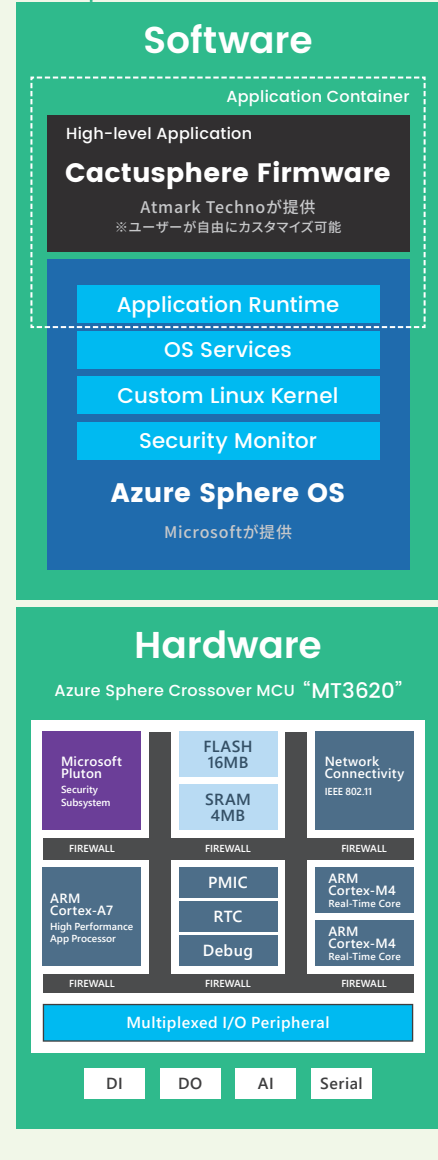 Software
Application Container
High-level Application
Cactusphere Firmware
Atmark Technoが提供
※ユーザーが自由にカスタマイズ可能
Application Runtime
OS Services
Custom Linux Kernel
Security Monitor
Azure Sphere OS
Microsoftが提供
Hardware
Azure Sphere Crossover MCU “MT3620”
Microsoft
Pluton
Security
Subsystem
FLASH
16MB
SRAM
4MB
Network
Connectivity
IEEE 802.11
FIREWALL
FIREWALL
FIREWALL
ARM
Cortex-A7
High Performance
App Processor
PMIC
RTC
Debug
ARM
Cortex-M4
Real-Time Core
ARM
Cortex-M4
Real-Time Core
FIREWALL
FIREWALL
FIREWALL
Multiplexed I/O Peripheral
DI
DO
AI
Serial